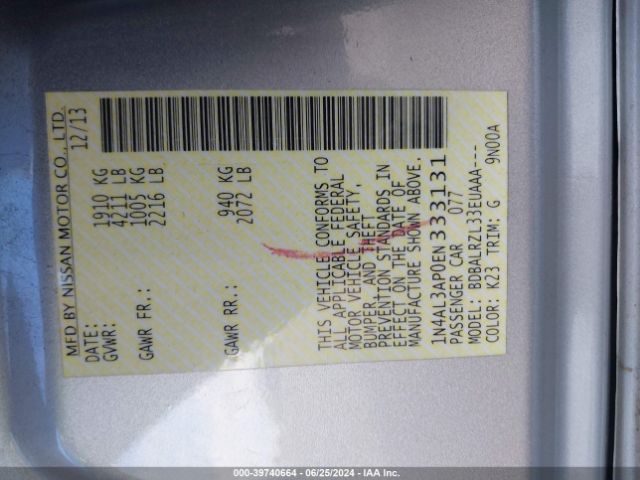 MFD BY NISSAN MOTOR CO., LTD.
DATE: 12/13
GVWR: 1910 KG
4211 LB
GAWR FR.: 1005 KG
2216 LB
GAWR RR.: 940 KG
2072 LB
THIS VEHICLE CONFORMS TO
ALL APPLICABLE FEDERAL
MOTOR VEHICLE SAFETY,
BUMPER, AND THEFT
PREVENTION STANDARDS IN
EFFECT ON THE DATE OF
MANUFACTURE SHOWN ABOVE.
1N4AL3AP0EN333131
PASSENGER CAR 077
MODEL: BDBALRZL33EUAAA---
COLOR: K23 TRIM: G 9N00A
000-39740664 - 06/25/2024 - IAA Inc.